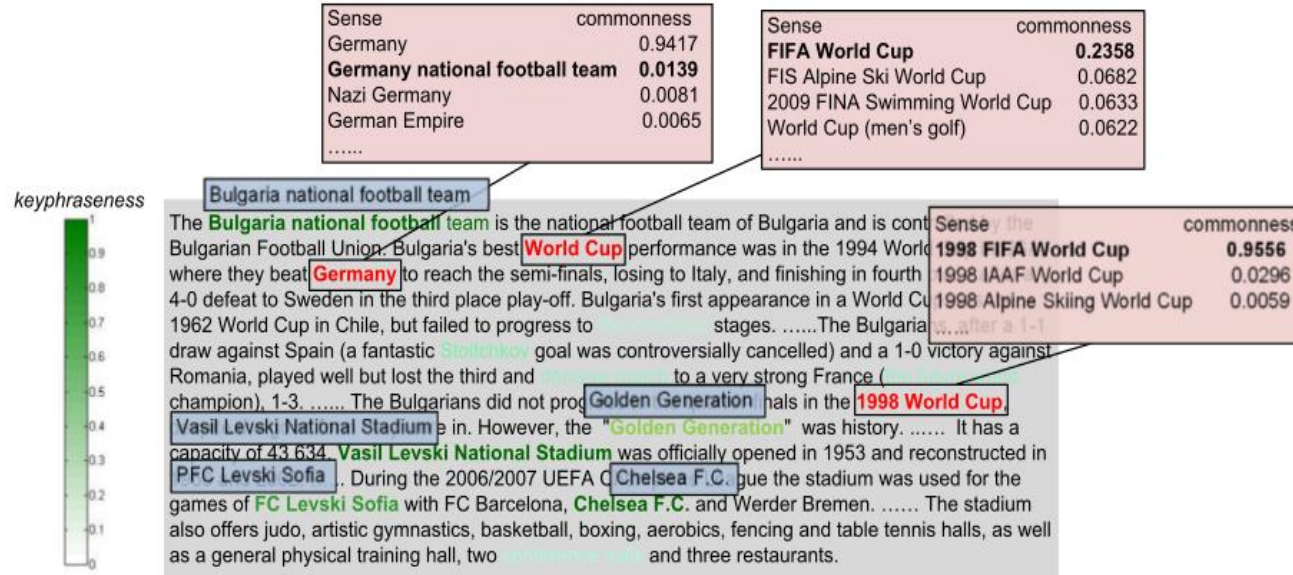 Sense commonness
Germany 0.9417
Germany national football team 0.0139
Nazi Germany 0.0081
German Empire 0.0065
......
Sense commonness
FIFA World Cup 0.2358
FIS Alpine Ski World Cup 0.0682
2009 FINA Swimming World Cup 0.0633
World Cup (men's golf) 0.0622
......
keyphraseness
1
0.9
0.8
0.7
0.6
0.5
0.4
0.3
0.2
0.1
0
Bulgaria national football team
The Bulgaria national football team is the national football team of Bulgaria and is by the
Bulgarian Football Union. Bulgaria's best World Cup performance was in the 1994 World
where they beat Germany to reach the semi-finals, losing to Italy, and finishing in fourth
4-0 defeat to Sweden in the third place play-off. Bulgaria's first appearance in a World
1962 World Cup in Chile, but failed to progress to stages. ......The after a 1-1
draw against Spain (a fantastic Stoitchkov goal was controversially cancelled) and a 1-0 victory against
Romania, played well but lost the third and decisive match to a very strong France (
champion), 1-3. ...... The Bulgarians did not in the 1998 World Cup,
in. However, the "Golden Generation" was history. ...... It has a
capacity of 43 634. Vasil Levski National Stadium was officially opened in 1953 and reconstructed in
. During the 2006/2007 UEFA the stadium was used for the
games of FC Levski Sofia with FC Barcelona, Chelsea F.C. and Werder Bremen. ...... The stadium
also offers judo, artistic gymnastics, basketball, boxing, aerobics, fencing and table tennis halls, as well
as a general physical training hall, two conference halls and three restaurants.
Sense commonness
1998 FIFA World Cup 0.9556
1998 IAAF World Cup 0.0296
1998 Alpine Skiing World Cup 0.0059
......
Golden Generation
Vasil Levski National Stadium
PFC Levski Sofia
Chelsea F.C.